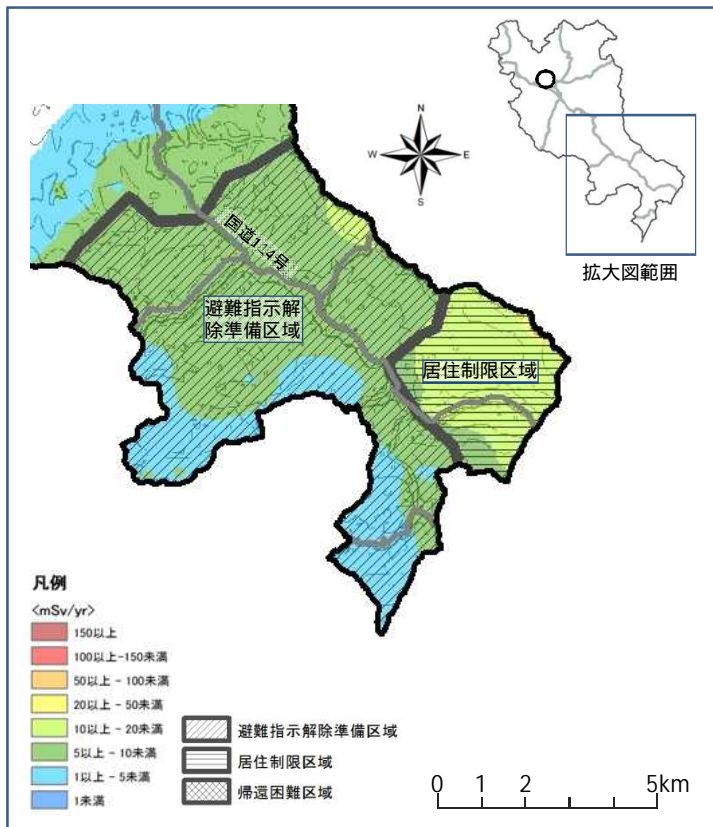 N
W
E
S
拡大図範囲
国道114号
避難指示解
除準備区域
居住制限区域
凡例
<mSv/yr>
150以上
100以上-150未満
50以上 - 100未満
20以上 - 50未満
10以上 - 20未満
5以上 - 10未満
1以上 - 5未満
1未満
避難指示解除準備区域
居住制限区域
帰還困難区域
0 1 2 5km